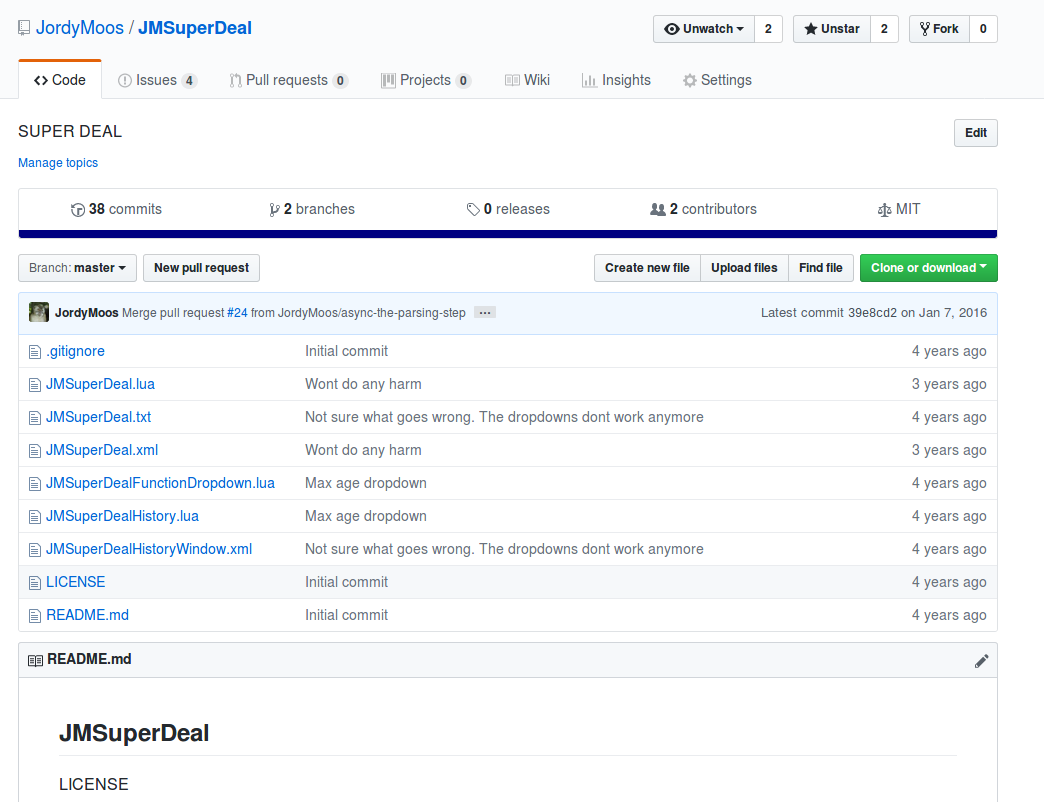 JordyMoos / JMSuperDeal Unwatch 2 Unstar 2 Fork 0
Code Issues 4 Pull requests 0 Projects 0 Wiki Insights Settings
SUPER DEAL Edit
Manage topics
38 commits 2 branches 0 releases 2 contributors MIT
Branch: master New pull request Create new file Upload files Find file Clone or download
JordyMoos Merge pull request #24 from JordyMoos/async-the-parsing-step ... Latest commit 39e8cd2 on Jan 7, 2016
.gitignore Initial commit 4 years ago
JMSuperDeal.lua Wont do any harm 3 years ago
JMSuperDeal.txt Not sure what goes wrong. The dropdowns dont work anymore 4 years ago
JMSuperDeal.xml Wont do any harm 3 years ago
JMSuperDealFunctionDropdown.lua Max age dropdown 4 years ago
JMSuperDealHistory.lua Max age dropdown 4 years ago
JMSuperDealHistoryWindow.xml Not sure what goes wrong. The dropdowns dont work anymore 4 years ago
LICENSE Initial commit 4 years ago
README.md Initial commit 4 years ago
README.md
JMSuperDeal
LICENSE